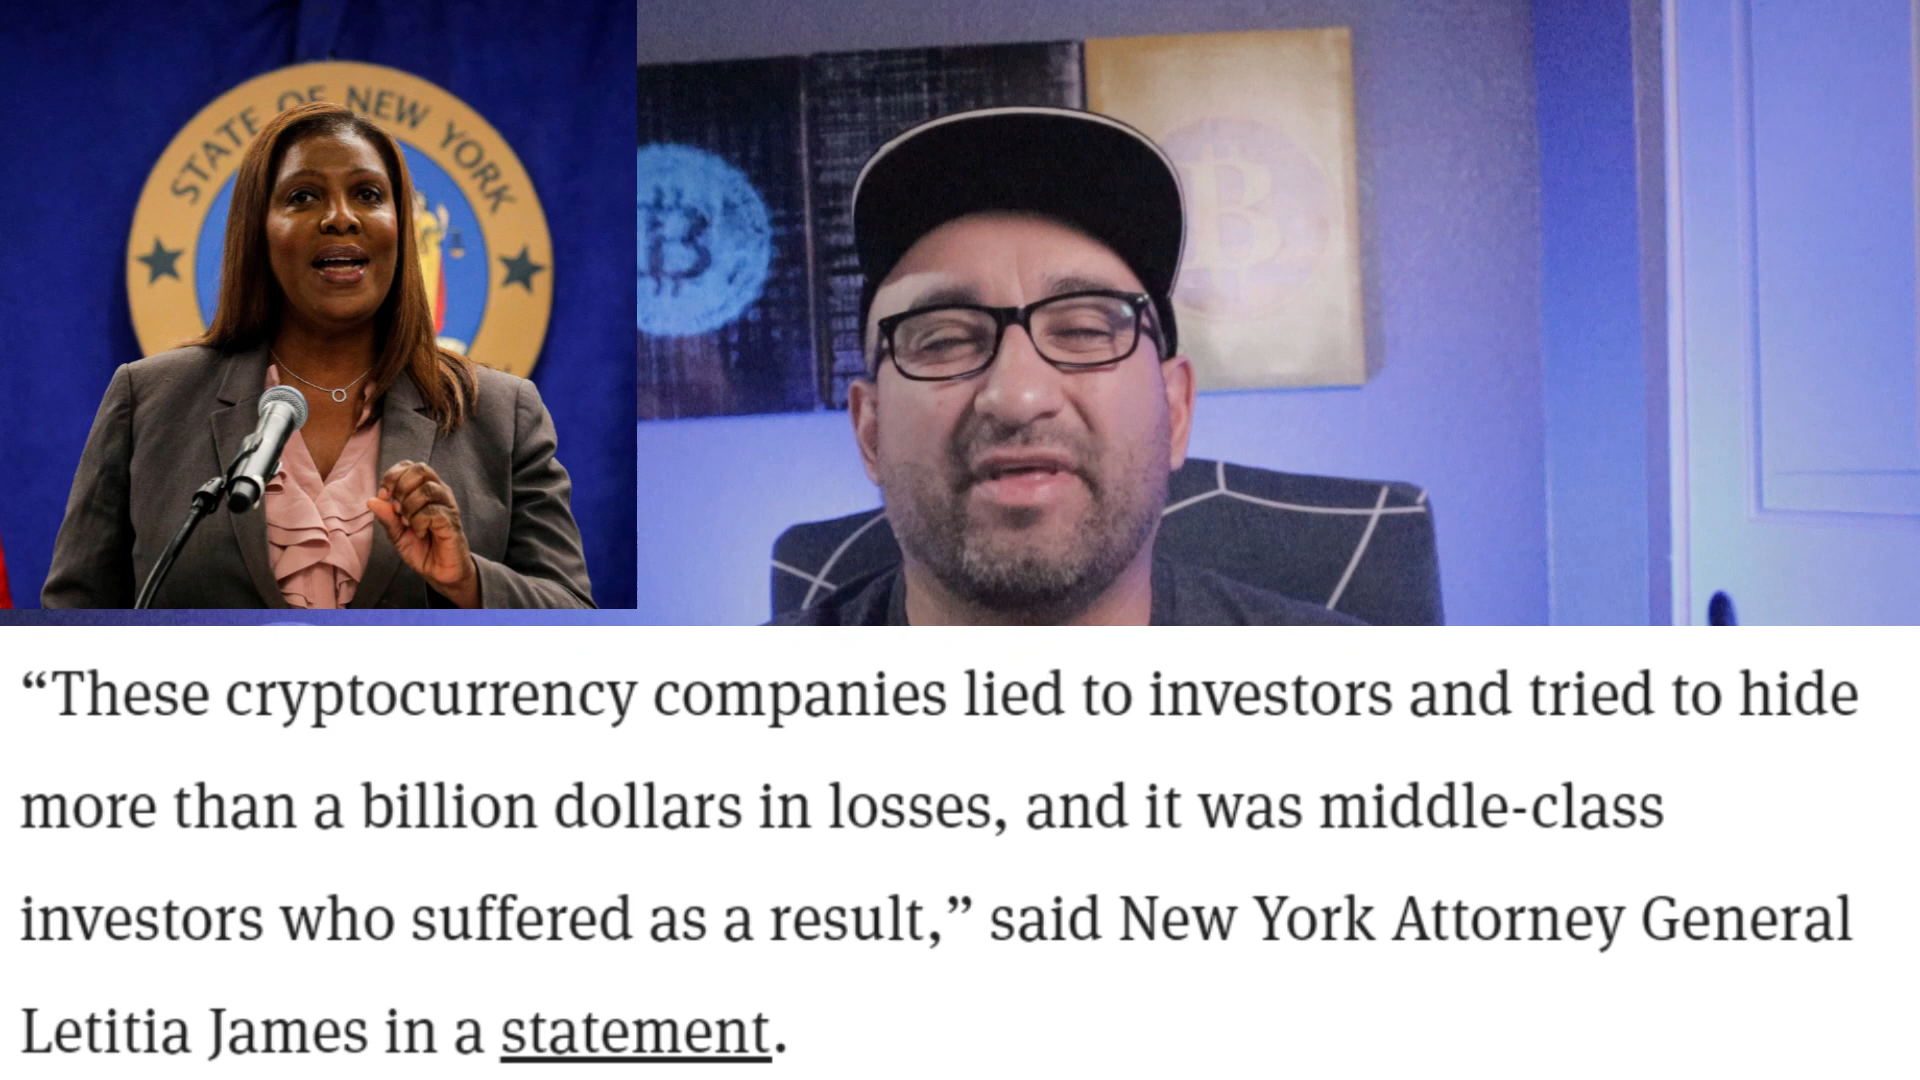 STATE OF NEW YORK
“These cryptocurrency companies lied to investors and tried to hide
more than a billion dollars in losses, and it was middle-class
investors who suffered as a result,” said New York Attorney General
Letitia James in a statement.